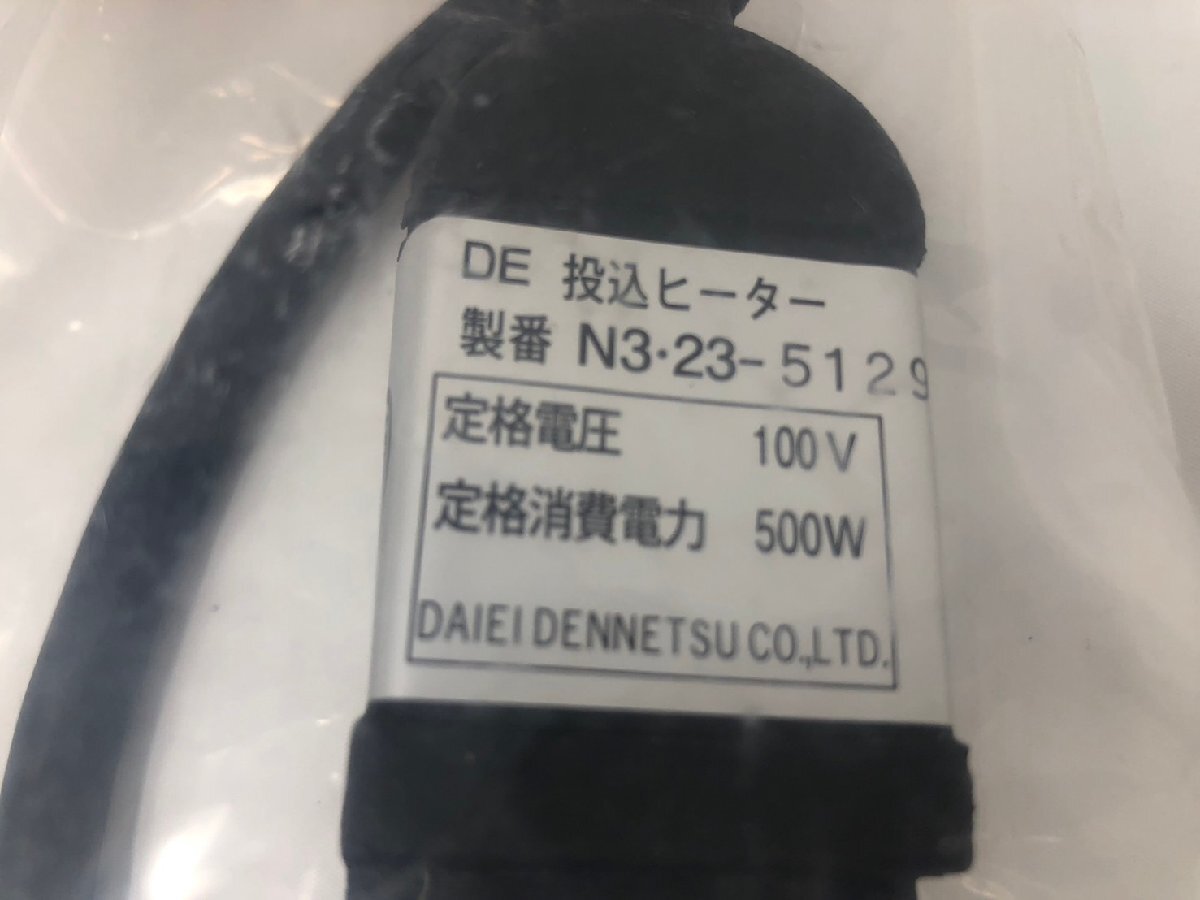 DE 投込ヒーター
製番 N3・23-5129
定格電圧 100V
定格消費電力 500W
DAIEI DENNETSU CO.,LTD.